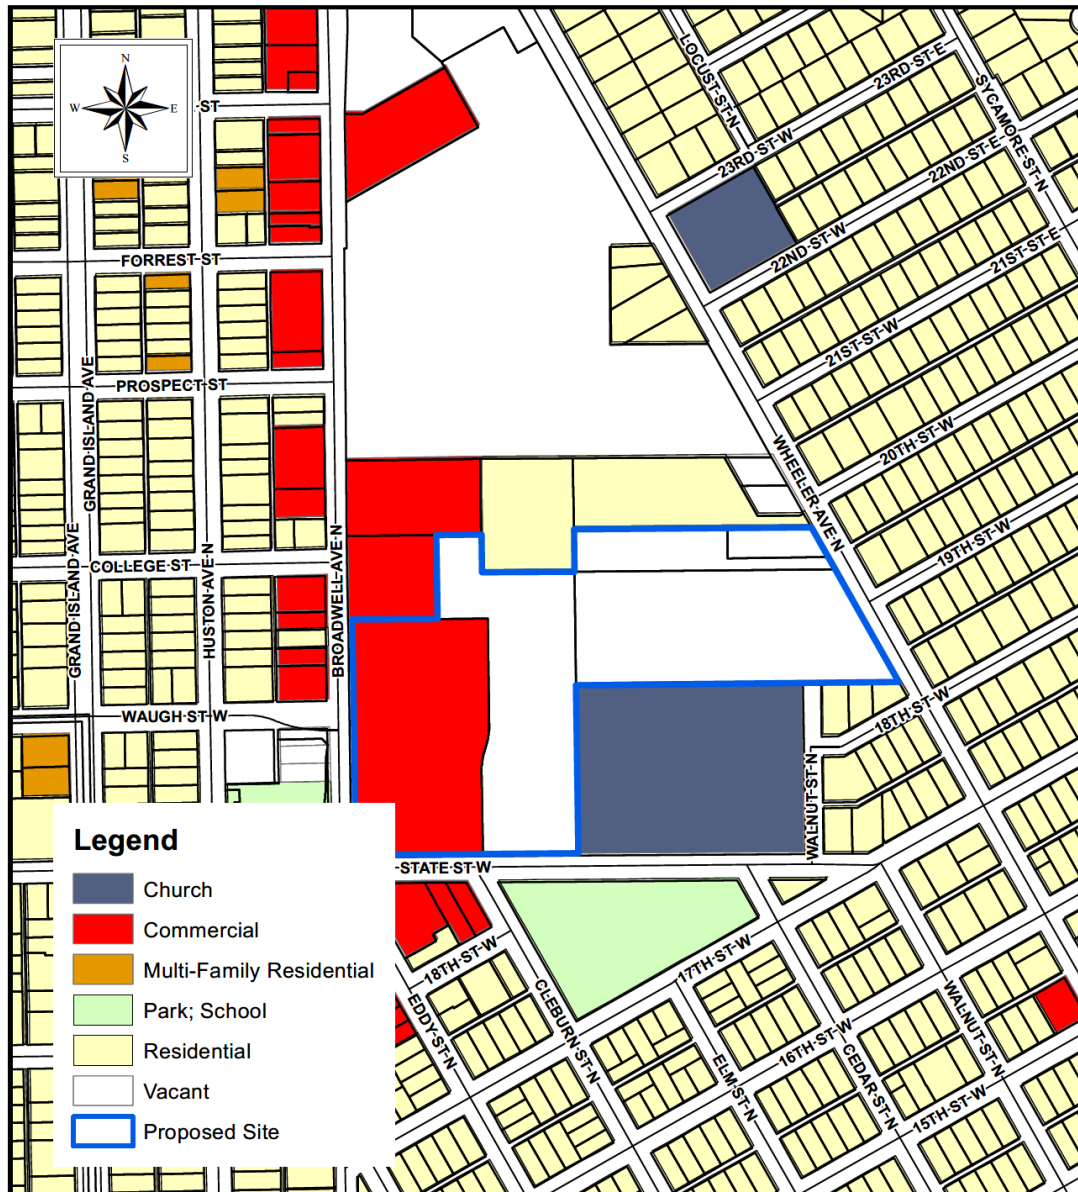 N
W
E
S
ST
LOCUST·ST·N
23RD·ST·E
23RD·ST·W
SYCAMORE·ST·N
22ND·ST·E
22ND·ST·W
21ST·ST·E
21ST·ST·W
FORREST·ST
PROSPECT·ST
GRAND·ISLAND·AVE
20TH·ST·W
WHEELER·AVE·N
19TH·ST·W
GRAND·ISLAND·AVE
COLLEGE·ST
HUSTON·AVE·N
BROADWELL·AVE·N
WAUGH·ST·W
18TH·ST·W
WALNUT·ST·N
STATE·ST·W
18TH·ST·W
17TH·ST·W
EDDY·ST·N
CLEBURN·ST·N
ELM·ST·N
16TH·ST·W
CEDAR·ST·N
WALNUT·ST·N
15TH·ST·W
Legend
Church
Commercial
Multi-Family Residential
Park; School
Residential
Vacant
Proposed Site